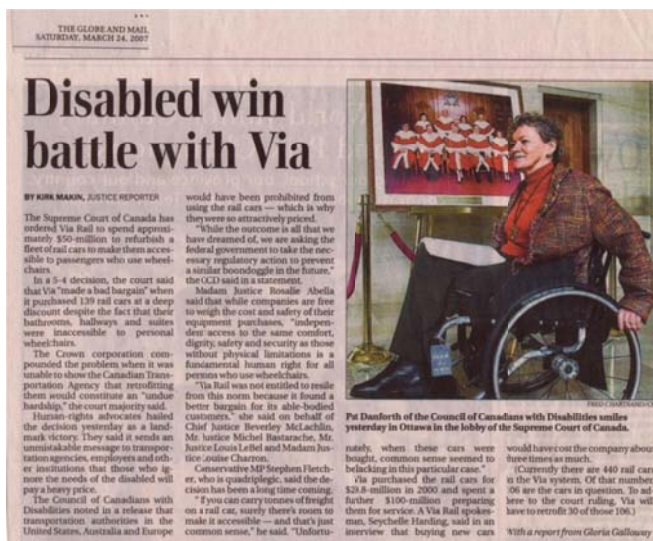 THE GLOBE AND MAIL
SATURDAY, MARCH 24, 2007
Disabled win
battle with Via
BY KIRK MAKIN, JUSTICE REPORTER
The Supreme Court of Canada has
ordered Via Rail to spend approxi-
mately $50-million to refurbish a
fleet of rail cars to make them acces-
sible to passengers who use wheel-
chairs.
In a 5-4 decision, the court said
that Via "made a bad bargain" when
it purchased 139 rail cars at a deep
discount despite the fact that their
bathrooms, hallways and suites
were inaccessible to personal
wheelchairs.
The Crown corporation com-
pounded the problem when it was
unable to show the Canadian Trans-
portation Agency that retrofitting
them would constitute an "undue
hardship," the court majority said.
Human-rights advocates hailed
the decision yesterday as a land-
mark victory. They said it sends an
unmistakable message to transpor-
tation agencies, employers and oth-
er institutions that those who ig-
nore the needs of the disabled will
pay a heavy price.
The Council of Canadians with
Disabilities noted in a release that
transportation authorities in the
United States, Australia and Europe
would have been prohibited from
using the rail cars — which is why
they were so attractively priced.
"While the outcome is all that we
have dreamed of, we are asking the
federal government to take the nec-
essary regulatory action to prevent
a similar boondoggle in the future,"
the CCD said in a statement.
Madam Justice Rosalie Abella
said that while companies are free
to weigh the cost and safety of their
equipment purchases, "indepen-
dent access to the same comfort,
dignity, safety and security as those
without physical limitations is a
fundamental human right for all
persons who use wheelchairs.
"Via Rail was not entitled to resile
from this norm because it found a
better bargain for its able-bodied
customers," she said on behalf of
Chief Justice Beverley McLachlin,
Mr. Justice Michel Bastarache, Mr.
Justice Louis LeBel and Madam Jus-
tice Louise Charron.
Conservative MP Stephen Fletch-
er, who is quadriplegic, said the de-
cision has been a long time coming.
"If you can carry tonnes of freight
on a rail car, surely there's room to
make it accessible — and that's just
common sense," he said. "Unfortu-
FRED CHARTRAND/
Pat Danforth of the Council of Canadians with Disabilities smiles
yesterday in Ottawa in the lobby of the Supreme Court of Canada.
nately, when these cars were
bought, common sense seemed to
be lacking in this particular case."
Via purchased the rail cars for
$29.8-million in 2000 and spent a
further $100-million preparing
them for service. A Via Rail spokes-
man, Seychelle Harding, said in an
interview that buying new cars
would have cost the company about
three times as much.
(Currently there are 440 rail cars
in the Via system. Of that number
106 are the cars in question. To ad-
here to the court ruling, Via will
have to retrofit 30 of those 106.)
With a report from Gloria Galloway